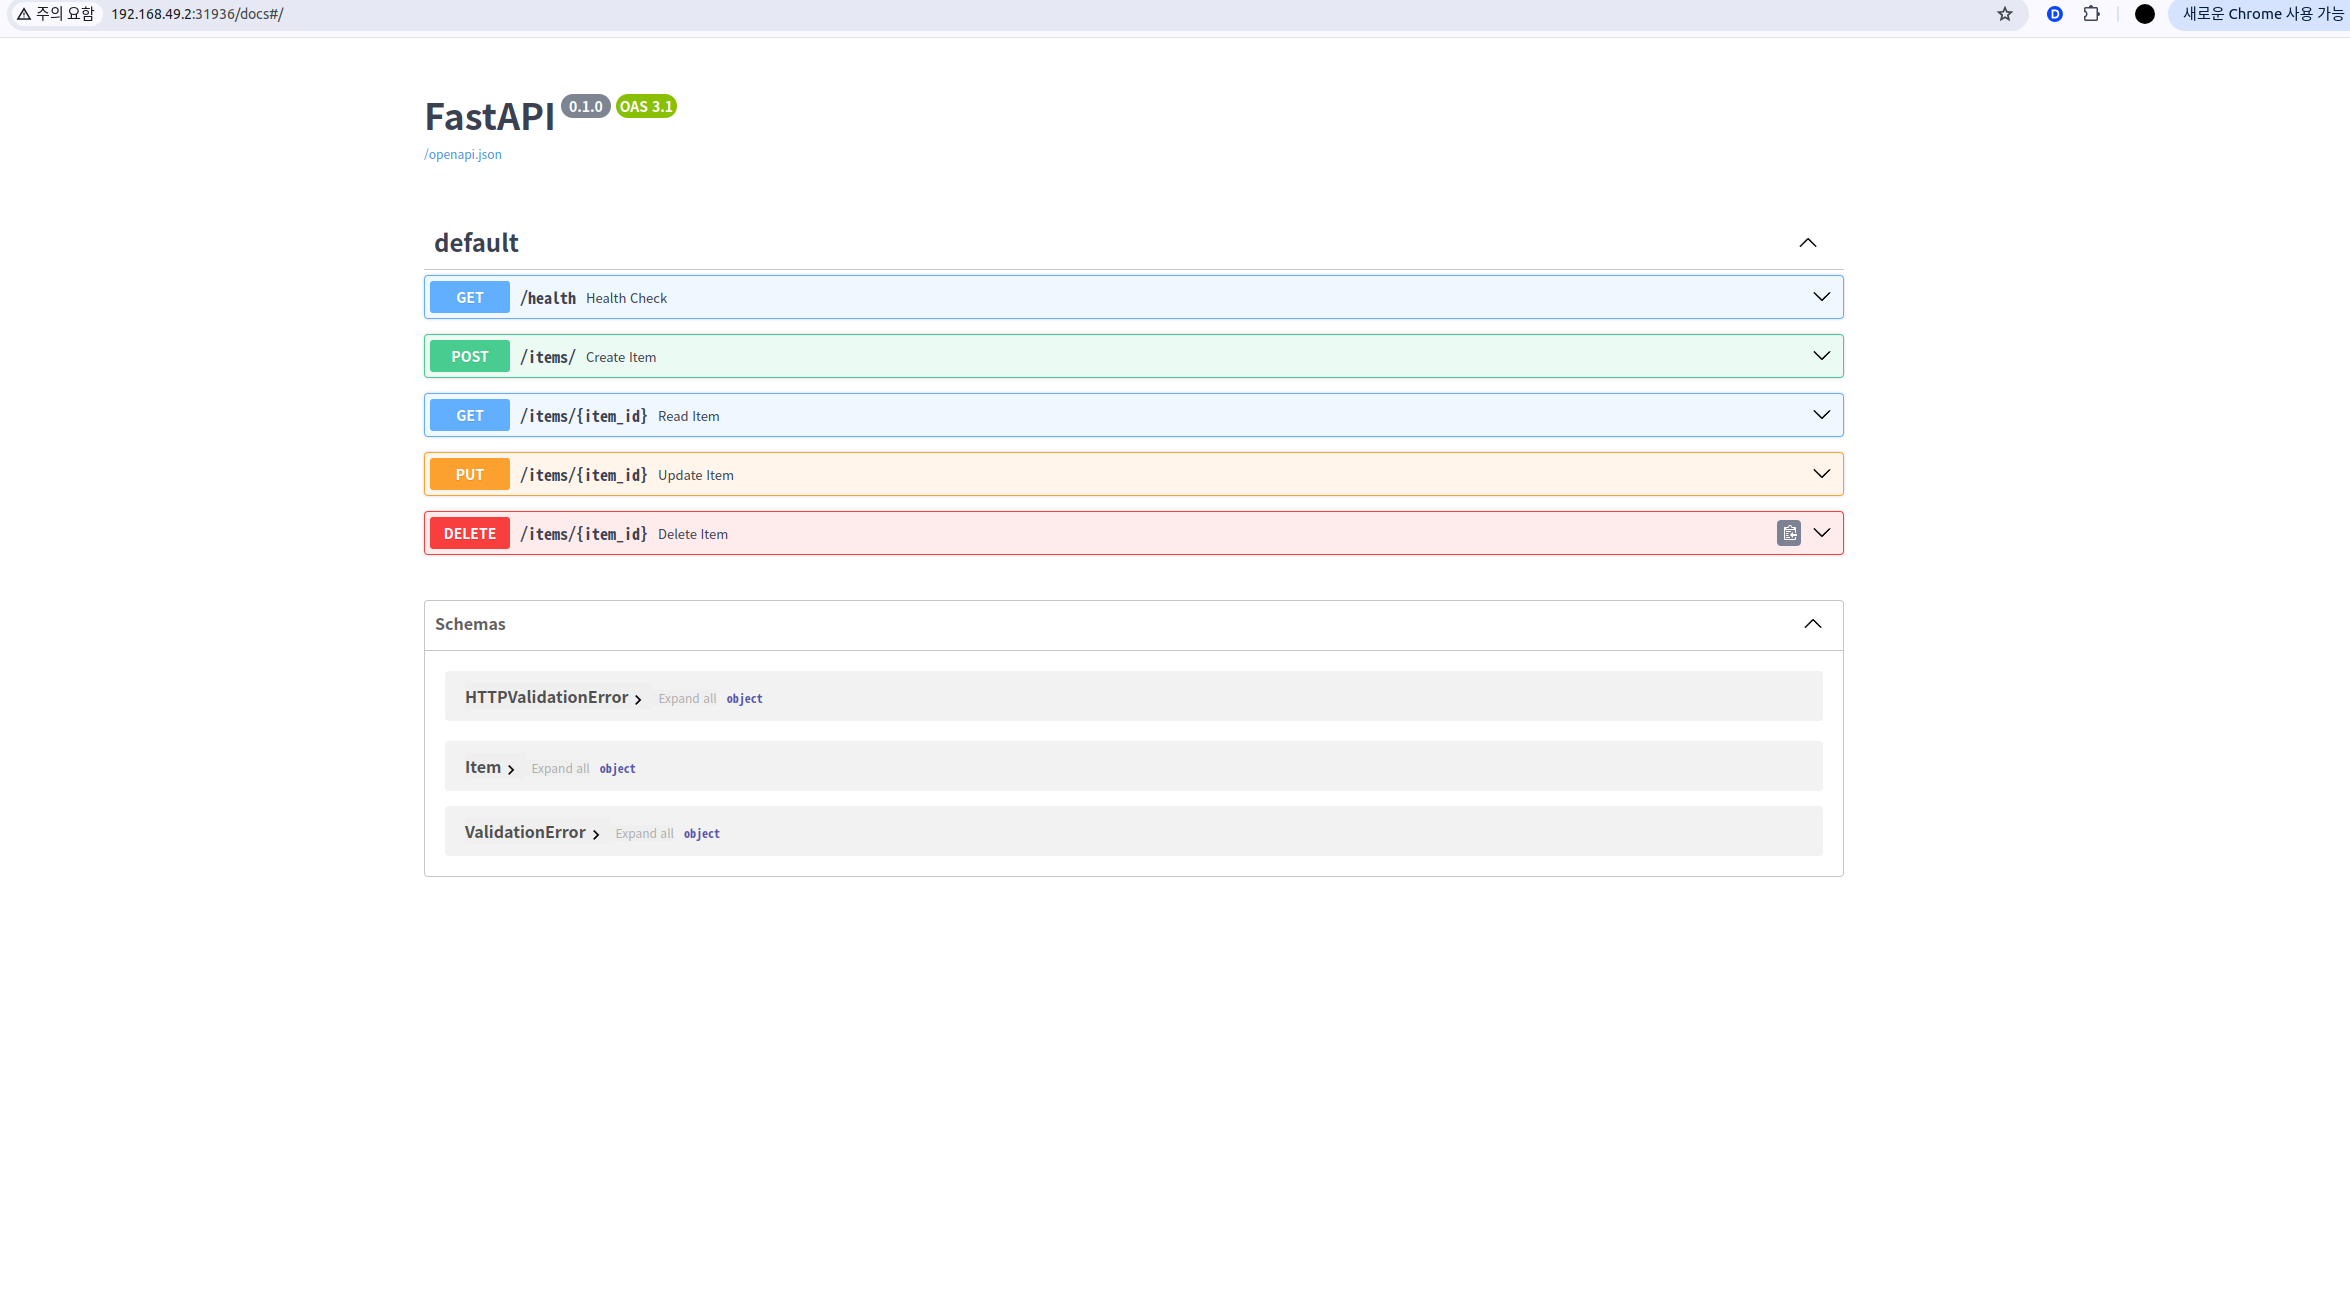 주의 요함 192.168.49.2:31936/docs#/ D 새로운 Chrome 사용 가능
FastAPI 0.1.0 OAS 3.1
/openapi.json
default
GET /health Health Check
POST /items/ Create Item
GET /items/{item_id} Read Item
PUT /items/{item_id} Update Item
DELETE /items/{item_id} Delete Item
Schemas
HTTPValidationError Expand all object
Item Expand all object
ValidationError Expand all object